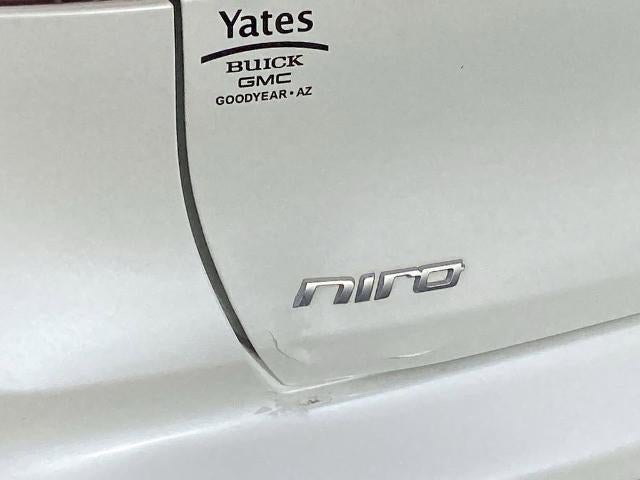 Yates
BUICK
GMC
GOODYEAR • AZ
niro